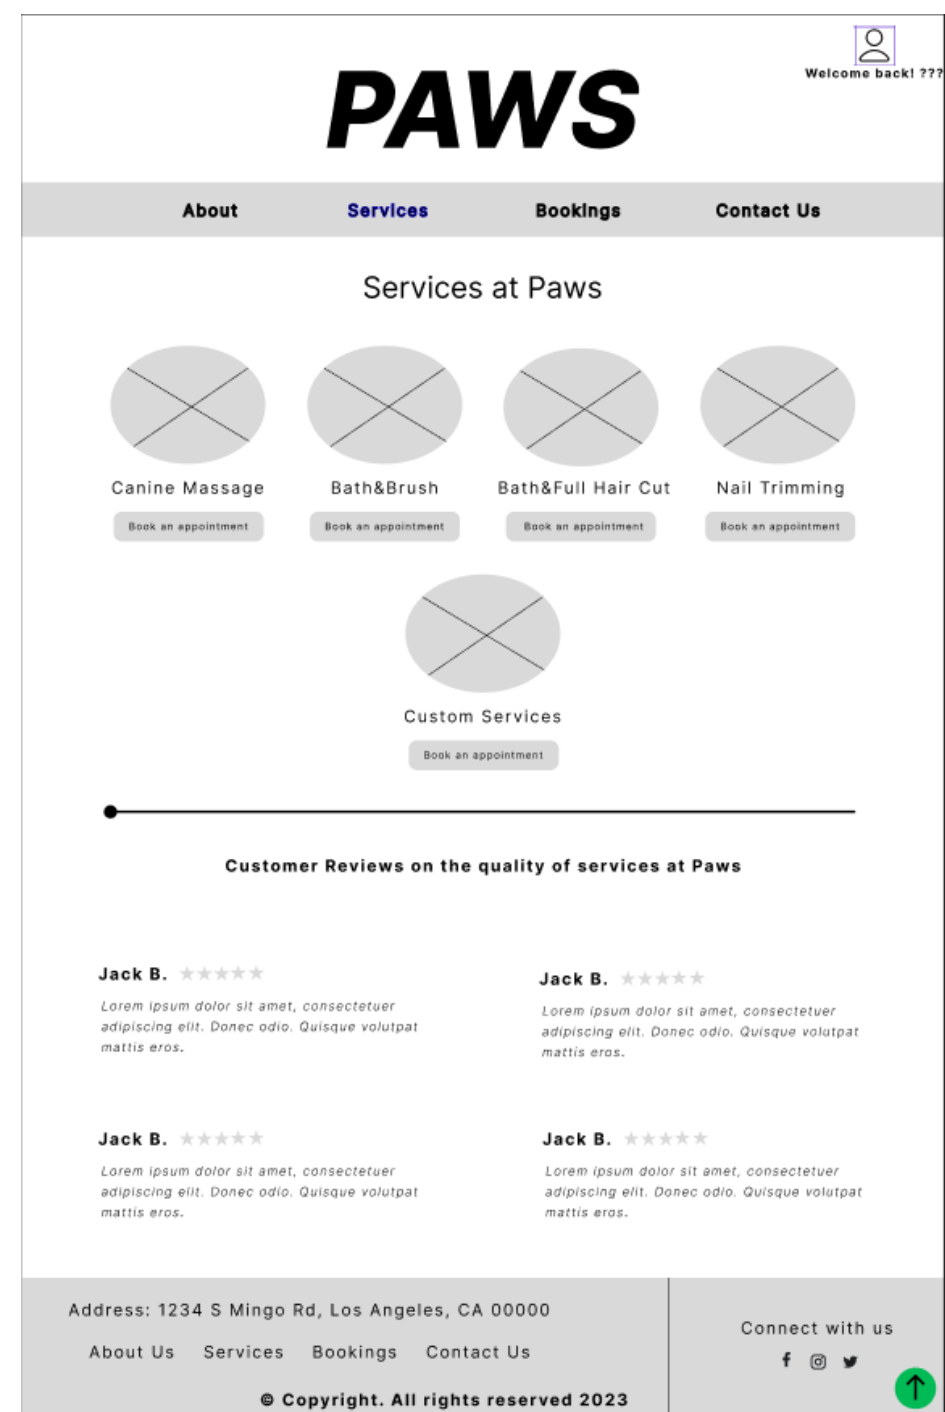 Welcome back! ???
PAWS
About Services Bookings Contact Us
Services at Paws
Canine Massage Bath&Brush Bath&Full Hair Cut Nail Trimming
Book an appointment Book an appointment Book an appointment Book an appointment
Custom Services
Book an appointment
Customer Reviews on the quality of services at Paws
Jack B.
Lorem ipsum dolor sit amet, consectetuer
adipiscing elit. Donec odio. Quisque volutpat
mattis eros.
Jack B.
Lorem ipsum dolor sit amet, consectetuer
adipiscing elit. Donec odio. Quisque volutpat
mattis eros.
Jack B.
Lorem ipsum dolor sit amet, consectetuer
adipiscing elit. Donec odio. Quisque volutpat
mattis eros.
Jack B.
Lorem ipsum dolor sit amet, consectetuer
adipiscing elit. Donec odio. Quisque volutpat
mattis eros.
Address: 1234 S Mingo Rd, Los Angeles, CA 00000
About Us Services Bookings Contact Us
© Copyright. All rights reserved 2023
Connect with us